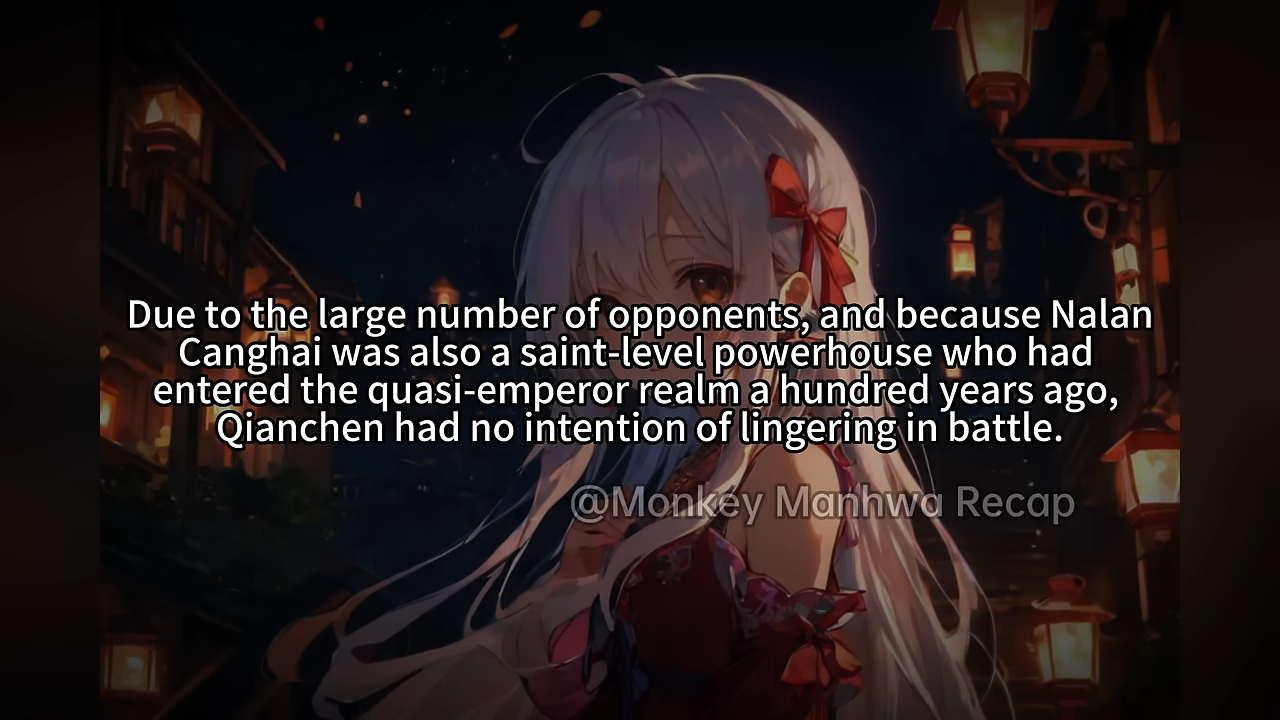 Due to the large number of opponents, and because Nalan
Canghai was also a saint-level powerhouse who had
entered the quasi-emperor realm a hundred years ago,
Qianchen had no intention of lingering in battle.
@Monkey Manhwa Recap